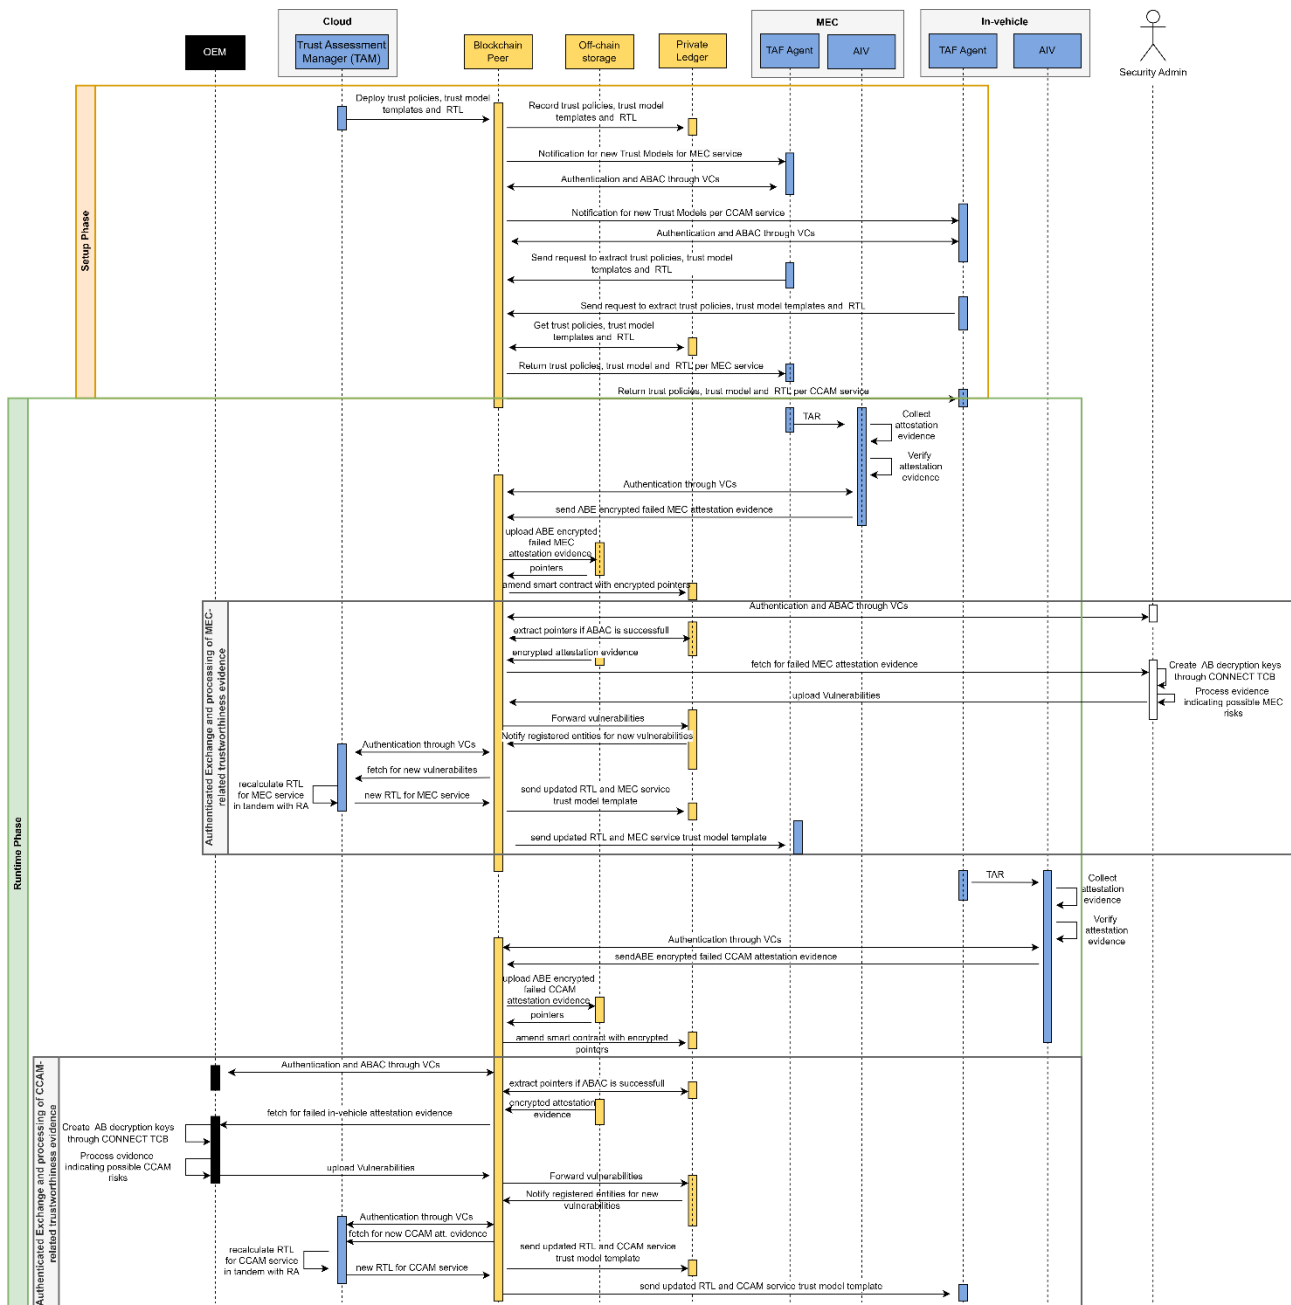 Cloud
MEC
In-vehicle
OEM
Trust Assessment
Manager (TAM)
Blockchain
Peer
Off-chain
storage
Private
Ledger
TAF Agent
AIV
TAF Agent
AIV
Security Admin
Setup Phase
Deploy trust policies, trust model
templates and RTL
Record trust policies, trust model
templates and RTL
Notification for new Trust Models for MEC service
Authentication and ABAC through VCs
Notification for new Trust Models per CCAM service
Authentication and ABAC through VCs
Send request to extract trust policies, trust model
templates and RTL
Send request to extract trust policies, trust model templates and RTL
Get trust policies, trust model
templates and RTL
Return trust policies, trust model and RTL per MEC service
Return trust policies, trust model and RTL per CCAM service
Runtime Phase
TAR
Collect
attestation
evidence
Verify
attestation
evidence
Authentication through VCs
send ABE encrypted failed MEC attestation evidence
upload ABE encrypted
failed MEC
attestation evidence
pointers
amend smart contract with encrypted pointers
Authenticated Exchange and processing of MEC-
related trustworthiness evidence
Authentication and ABAC through VCs
extract pointers if ABAC is successfull
encrypted attestation evidence
fetch for failed MEC attestation evidence
Create AB decryption keys
through CONNECT TCB
upload Vulnerabilities
Process evidence
indicating possible MEC
risks
Forward vulnerabilities
Notify registered entities for new vulnerabilities
Authentication through VCs
fetch for new vulnerabilites
recalculate RTL
for MEC service
in tandem with RA
new RTL for MEC service
send updated RTL and MEC service
trust model template
send updated RTL and MEC service trust model template
TAR
Collect
attestation
evidence
Verify
attestation
evidence
Authentication through VCs
sendABE encrypted failed CCAM attestation evidence
upload ABE encrypted
failed CCAM
attestation evidence
pointers
amend smart contract with encrypted
pointers
Authenticated Exchange and processing of CCAM-
related trustworthiness evidence
Authentication and ABAC through VCs
extract pointers if ABAC is successfull
encrypted attestation
evidence
fetch for failed in-vehicle attestation evidence
Create AB decryption keys
through CONNECT TCB
Process evidence
indicating possible CCAM
risks
upload Vulnerabilities
Forward vulnerabilities
Notify registered entities for new
vulnerabilities
Authentication through VCs
fetch for new CCAM att. evidence
recalculate RTL
for CCAM service
in tandem with RA
new RTL for CCAM service
send updated RTL and CCAM service
trust model template
send updated RTL and CCAM service trust model template